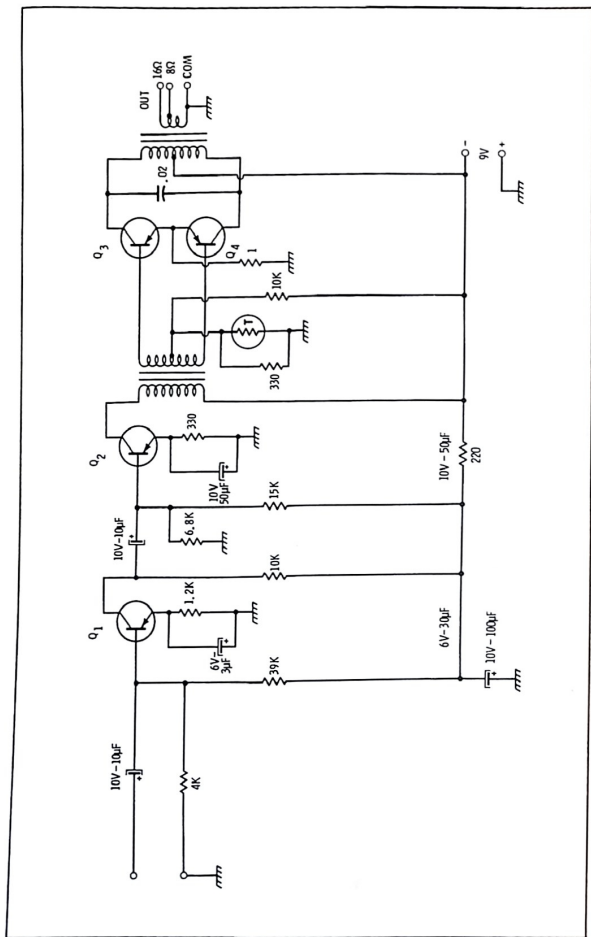 10V-10μF
4K
39K
Q1
6V-
3μF
1.2K
10K
10V-10μF
6.8K
15K
Q2
10V
50μF
330
330
T
10K
1
Q3
Q4
.02
OUT
16Ω
8Ω
COM
10V-100μF
6V-30μF
10V-50μF
220
-
9V
+